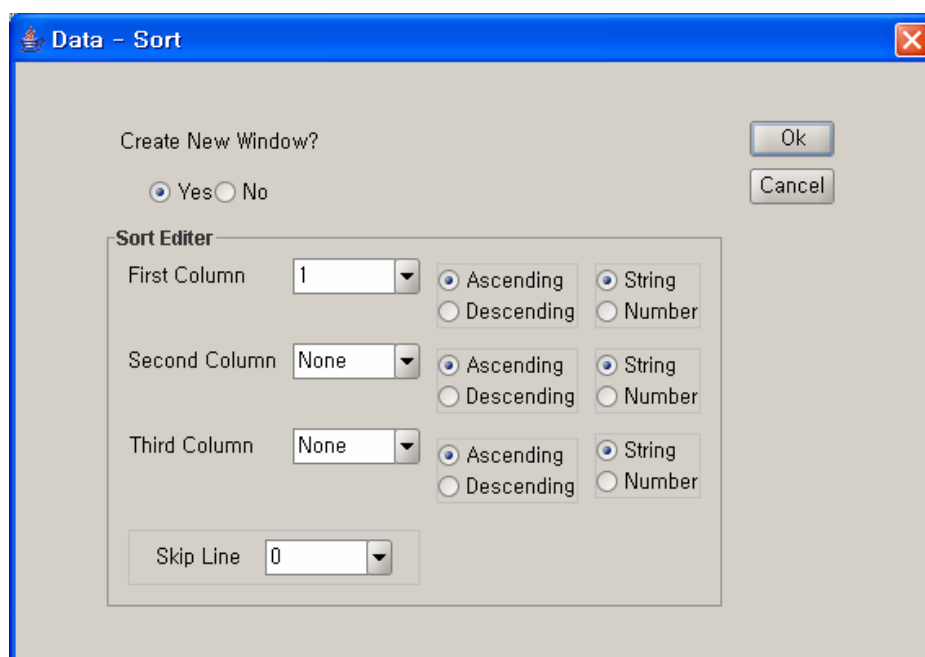 Data - Sort
Create New Window?
Ok
Yes No
Cancel
Sort Editer
First Column 1 Ascending String
Descending Number
Second Column None Ascending String
Descending Number
Third Column None Ascending String
Descending Number
Skip Line 0